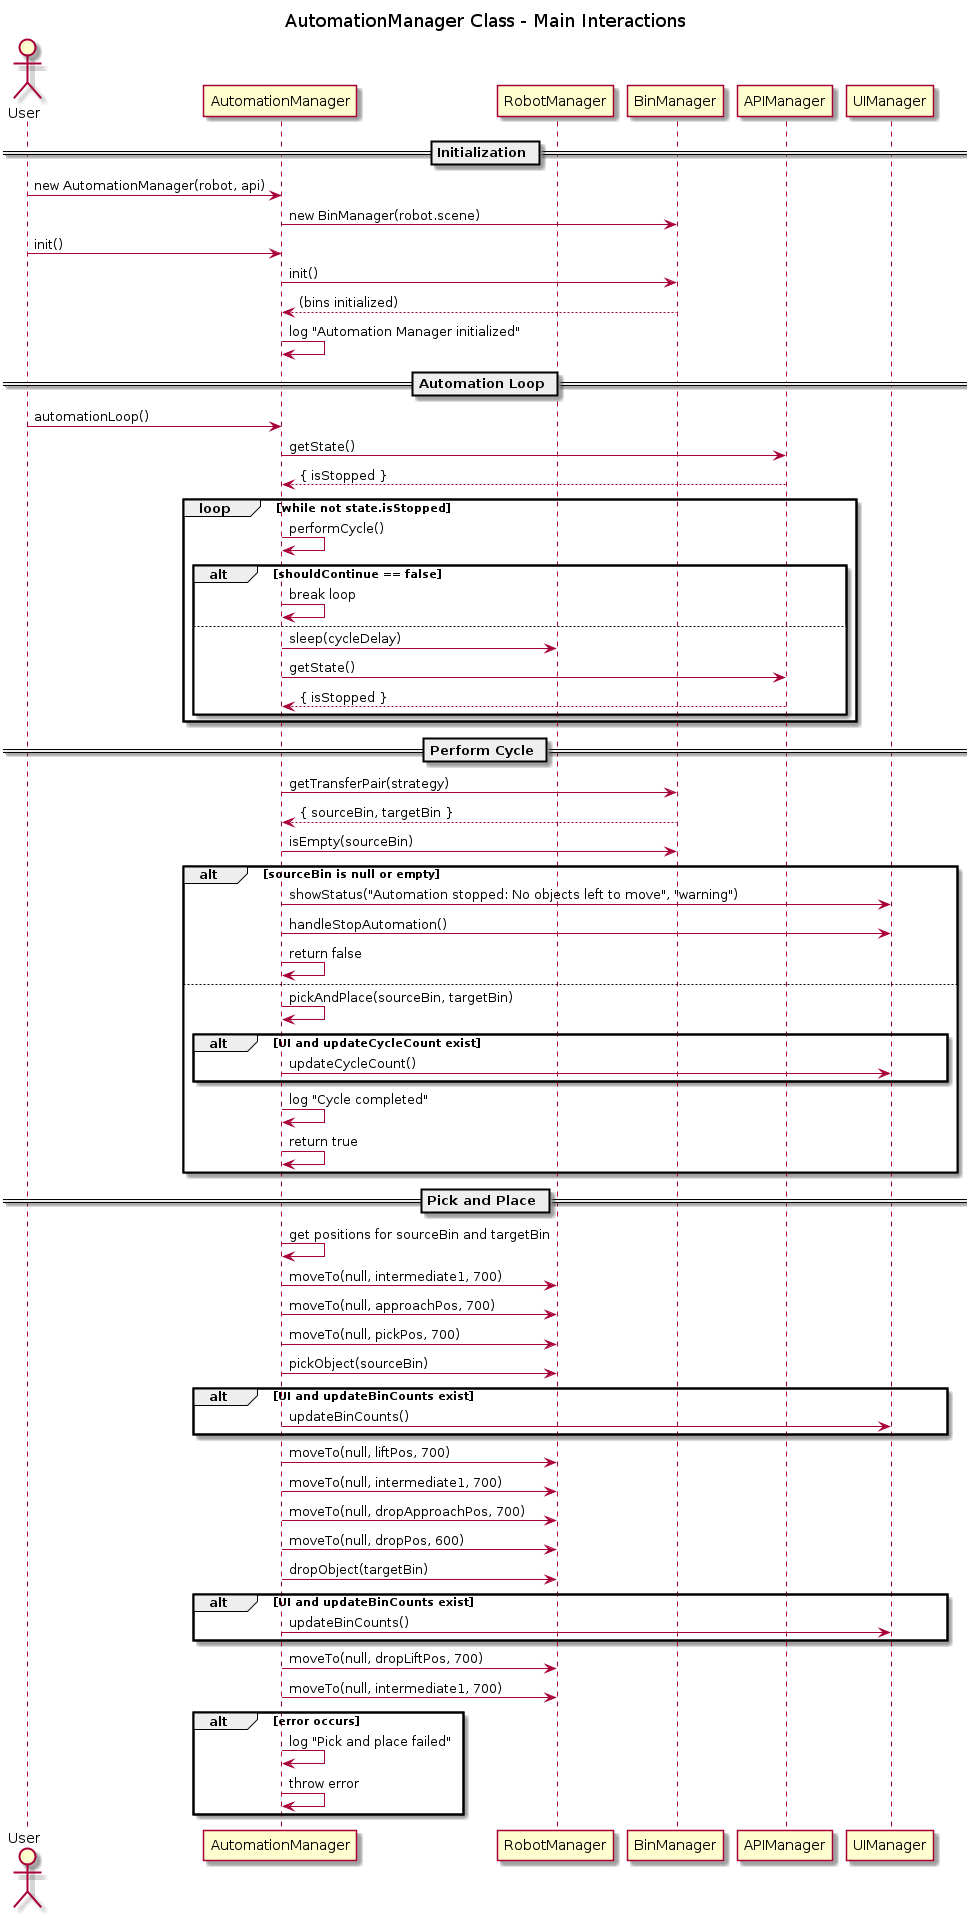 AutomationManager Class - Main Interactions
User
AutomationManager
RobotManager
BinManager
APIManager
UIManager
Initialization
new AutomationManager(robot, api)
new BinManager(robot.scene)
init()
init()
(bins initialized)
log "Automation Manager initialized"
Automation Loop
automationLoop()
getState()
{ isStopped }
loop [while not state.isStopped]
performCycle()
alt [shouldContinue == false]
break loop
sleep(cycleDelay)
getState()
{ isStopped }
Perform Cycle
getTransferPair(strategy)
{ sourceBin, targetBin }
isEmpty(sourceBin)
alt [sourceBin is null or empty]
showStatus("Automation stopped: No objects left to move", "warning")
handleStopAutomation()
return false
pickAndPlace(sourceBin, targetBin)
alt [UI and updateCycleCount exist]
updateCycleCount()
log "Cycle completed"
return true
Pick and Place
get positions for sourceBin and targetBin
moveTo(null, intermediate1, 700)
moveTo(null, approachPos, 700)
moveTo(null, pickPos, 700)
pickObject(sourceBin)
alt [UI and updateBinCounts exist]
updateBinCounts()
moveTo(null, liftPos, 700)
moveTo(null, intermediate1, 700)
moveTo(null, dropApproachPos, 700)
moveTo(null, dropPos, 600)
dropObject(targetBin)
alt [UI and updateBinCounts exist]
updateBinCounts()
moveTo(null, dropLiftPos, 700)
moveTo(null, intermediate1, 700)
alt [error occurs]
log "Pick and place failed"
throw error
User
AutomationManager
RobotManager
BinManager
APIManager
UIManager